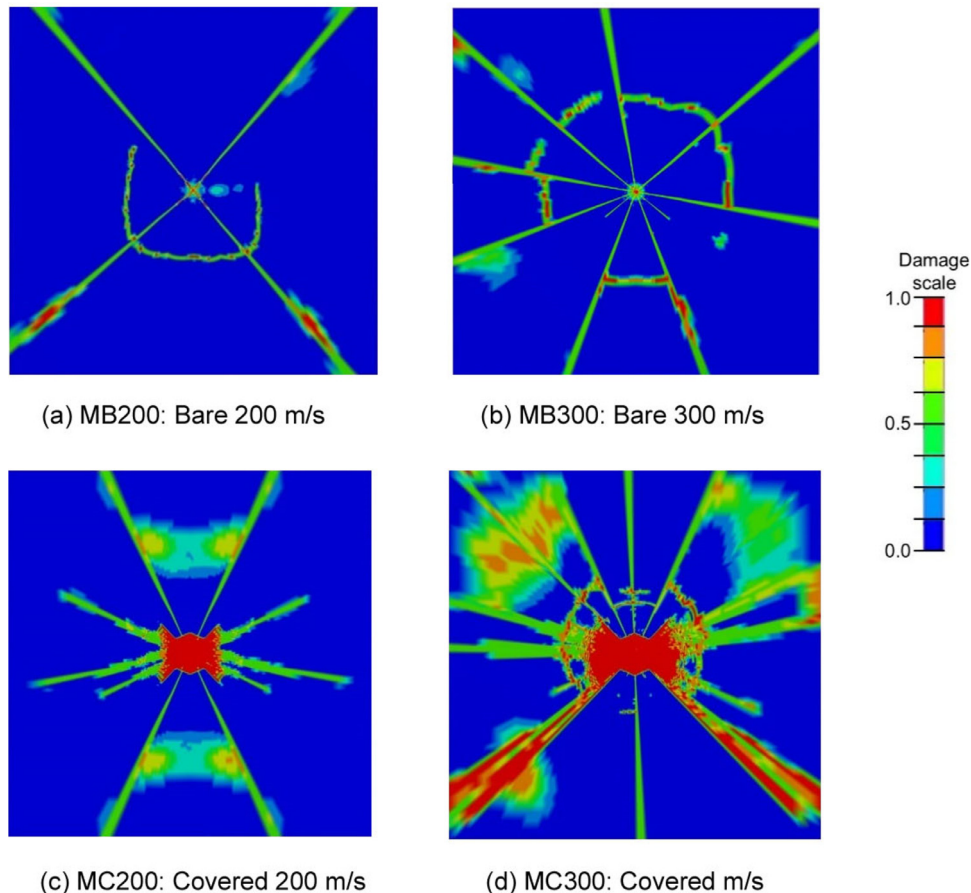 (a) MB200: Bare 200 m/s
(b) MB300: Bare 300 m/s
Damage
scale
1.0
0.5
0.0
(c) MC200: Covered 200 m/s
(d) MC300: Covered m/s